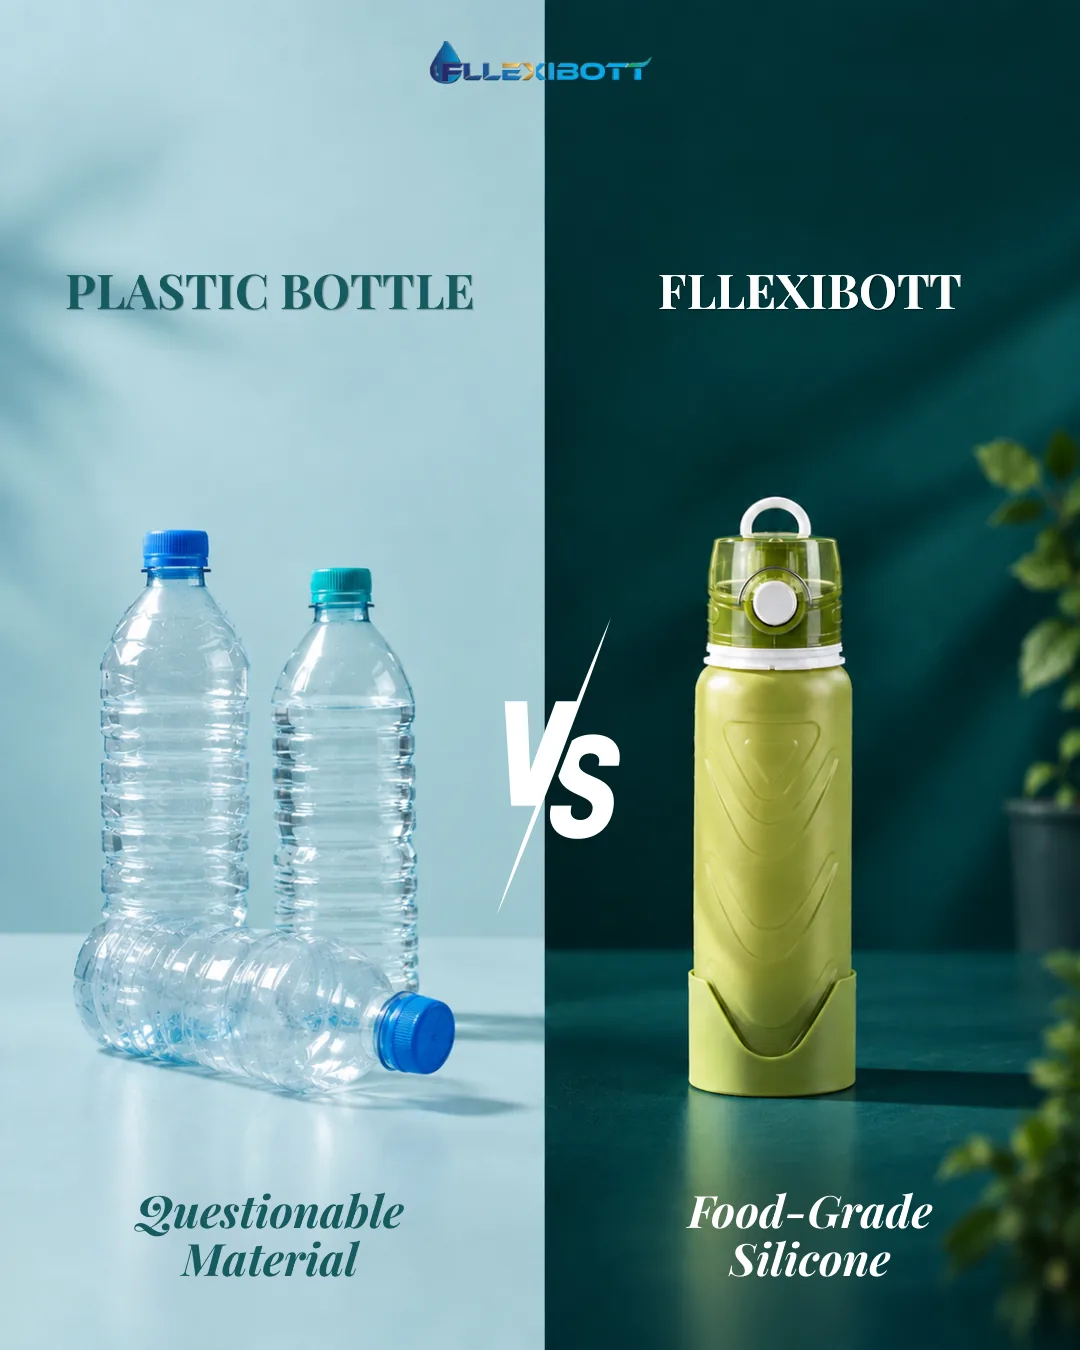 FLLEXIBOTT
PLASTIC BOTTLE
FLLEXIBOTT
VS
Questionable
Material
Food-Grade
Silicone